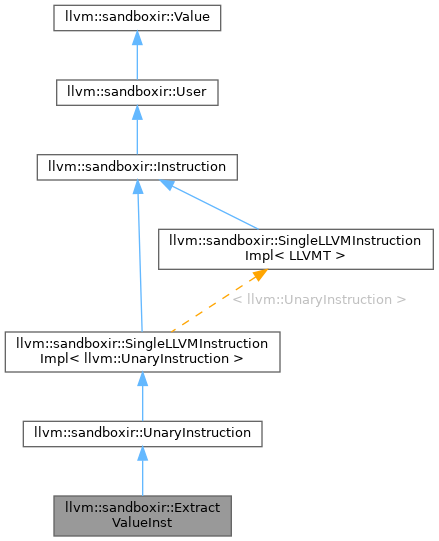 llvm::sandboxir::Value
llvm::sandboxir::User
llvm::sandboxir::Instruction
llvm::sandboxir::SingleLLVMInstruction
Impl< LLVMT >
< llvm::UnaryInstruction >
llvm::sandboxir::SingleLLVMInstruction
Impl< llvm::UnaryInstruction >
llvm::sandboxir::UnaryInstruction
llvm::sandboxir::Extract
ValueInst